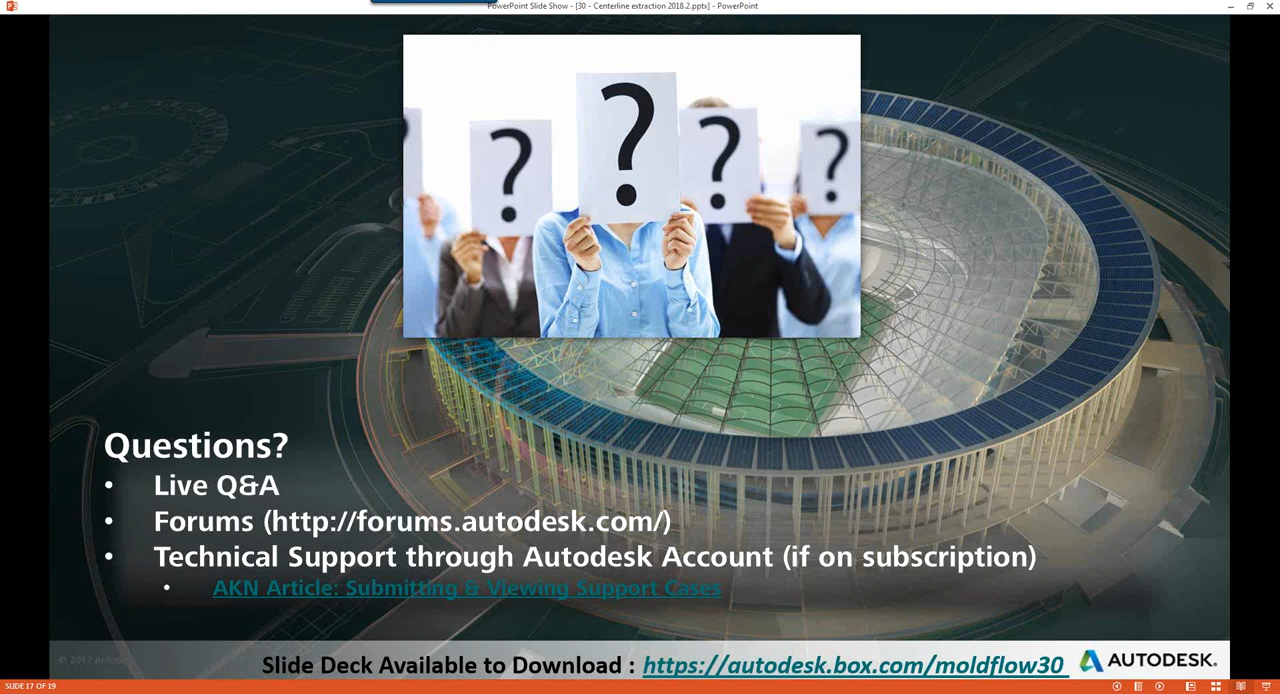 PowerPoint Slide Show - [30 - Centerline extraction 2018.2.pptx] - PowerPoint
?
?
?
?
Questions?
• Live Q&A
• Forums (http://forums.autodesk.com/)
• Technical Support through Autodesk Account (if on subscription)
• AKN Article: Submitting & Viewing Support Cases
© 2017 Autodes
Slide Deck Available to Download : https://autodesk.box.com/moldflow30
AUTODESK.
SLIDE 17 OF 19